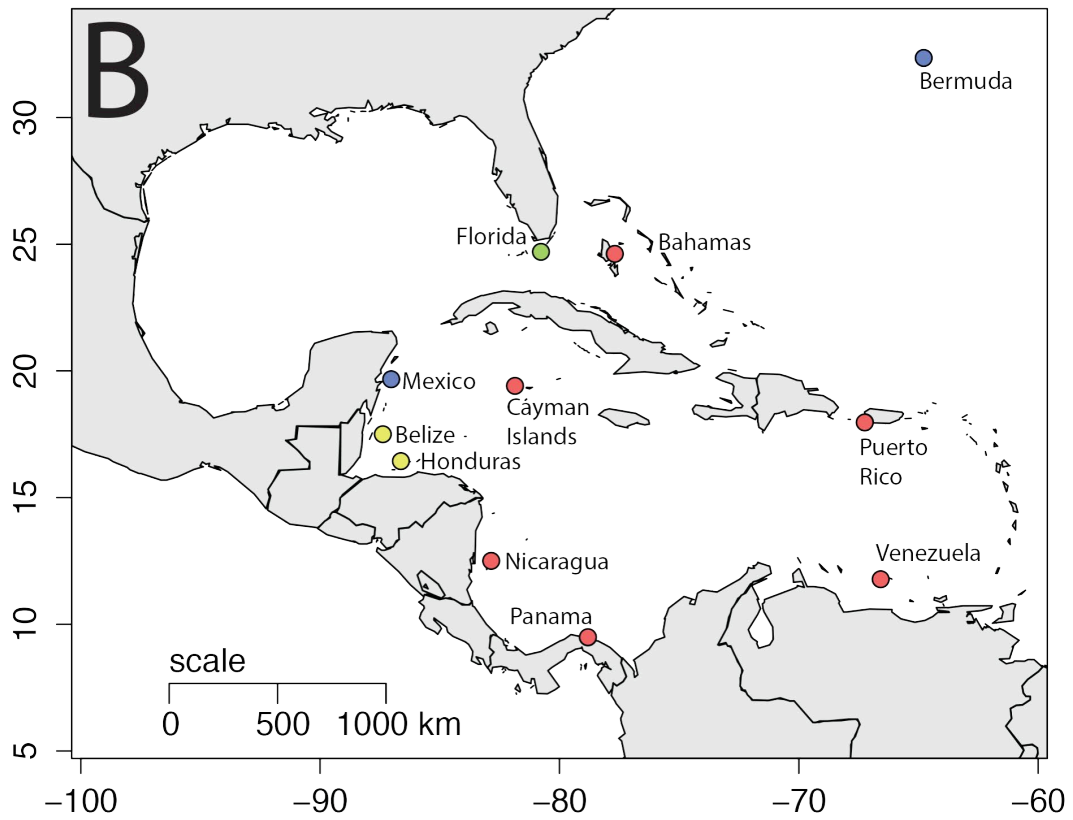 B
Bermuda
30
Florida
25
Bahamas
20
Mexico
Cayman
Islands
Belize
Honduras
Puerto
Rico
15
Nicaragua
Venezuela
10
Panama
scale
0 500 1000 km
5
−100 −90 −80 −70 −60